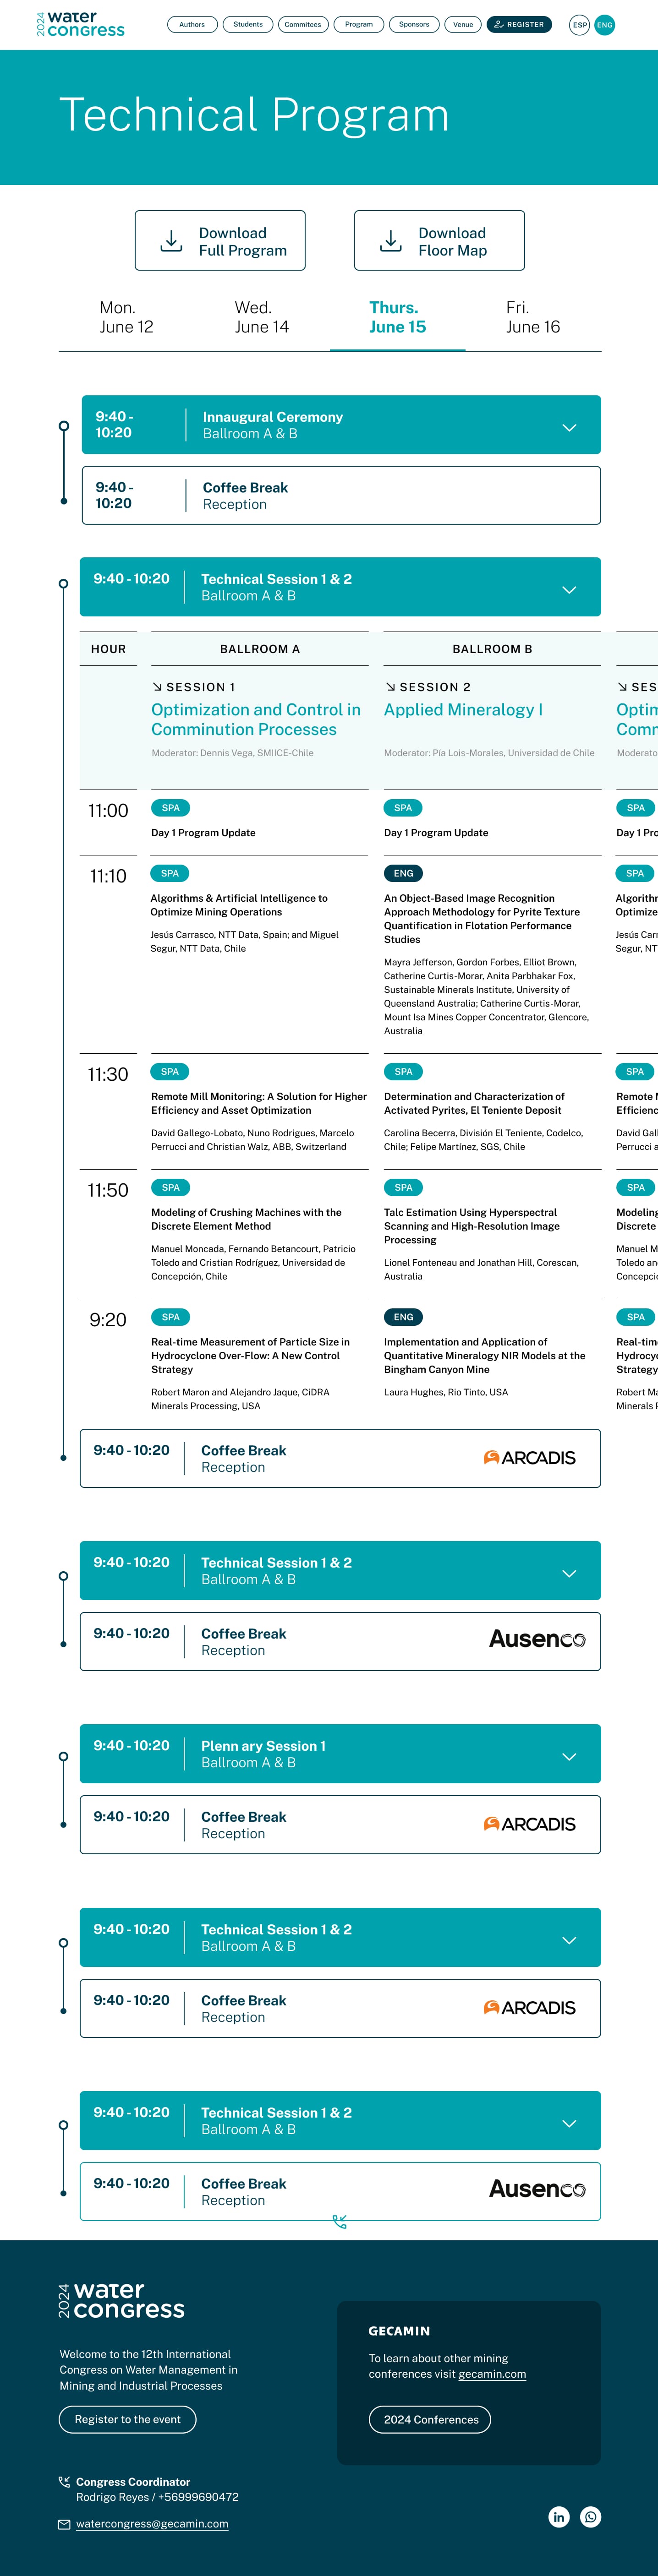 2024 water
congress
Authors
Students
Commitees
Program
Sponsors
Venue
REGISTER
ESP
ENG
Technical Program
Download
Full Program
Download
Floor Map
Mon.
June 12
Wed.
June 14
Thurs.
June 15
Fri.
June 16
9:40 -
10:20
Innaugural Ceremony
Ballroom A & B
9:40 -
10:20
Coffee Break
Reception
9:40 - 10:20
Technical Session 1 & 2
Ballroom A & B
HOUR
BALLROOM A
BALLROOM B
SESSION 1
Optimization and Control in
Comminution Processes
Moderator: Dennis Vega, SMIICE-Chile
SESSION 2
Applied Mineralogy I
Moderator: Pía Lois-Morales, Universidad de Chile
SES
Optim
Comm
Moderato
11:00
SPA
Day 1 Program Update
SPA
Day 1 Program Update
SPA
Day 1 Pro
11:10
SPA
Algorithms & Artificial Intelligence to
Optimize Mining Operations
Jesús Carrasco, NTT Data, Spain; and Miguel
Segur, NTT Data, Chile
ENG
An Object-Based Image Recognition
Approach Methodology for Pyrite Texture
Quantification in Flotation Performance
Studies
Mayra Jefferson, Gordon Forbes, Elliot Brown,
Catherine Curtis-Morar, Anita Parbhakar Fox,
Sustainable Minerals Institute, University of
Queensland Australia; Catherine Curtis-Morar,
Mount Isa Mines Copper Concentrator, Glencore,
Australia
SPA
Algorithm
Optimize
Jesús Carr
Segur, NT
11:30
SPA
Remote Mill Monitoring: A Solution for Higher
Efficiency and Asset Optimization
David Gallego-Lobato, Nuno Rodrigues, Marcelo
Perrucci and Christian Walz, ABB, Switzerland
SPA
Determination and Characterization of
Activated Pyrites, El Teniente Deposit
Carolina Becerra, División El Teniente, Codelco,
Chile; Felipe Martínez, SGS, Chile
SPA
Remote M
Efficienc
David Gall
Perrucci a
11:50
SPA
Modeling of Crushing Machines with the
Discrete Element Method
Manuel Moncada, Fernando Betancourt, Patricio
Toledo and Cristian Rodríguez, Universidad de
Concepción, Chile
SPA
Talc Estimation Using Hyperspectral
Scanning and High-Resolution Image
Processing
Lionel Fonteneau and Jonathan Hill, Corescan,
Australia
SPA
Modeling
Discrete
Manuel M
Toledo and
Concepció
9:20
SPA
Real-time Measurement of Particle Size in
Hydrocyclone Over-Flow: A New Control
Strategy
Robert Maron and Alejandro Jaque, CiDRA
Minerals Processing, USA
ENG
Implementation and Application of
Quantitative Mineralogy NIR Models at the
Bingham Canyon Mine
Laura Hughes, Rio Tinto, USA
SPA
Real-time
Hydrocyc
Strategy
Robert Ma
Minerals P
9:40 - 10:20
Coffee Break
Reception
ARCADIS
9:40 - 10:20
Technical Session 1 & 2
Ballroom A & B
9:40 - 10:20
Coffee Break
Reception
Ausenco
9:40 - 10:20
Plenn ary Session 1
Ballroom A & B
9:40 - 10:20
Coffee Break
Reception
ARCADIS
9:40 - 10:20
Technical Session 1 & 2
Ballroom A & B
9:40 - 10:20
Coffee Break
Reception
ARCADIS
9:40 - 10:20
Technical Session 1 & 2
Ballroom A & B
9:40 - 10:20
Coffee Break
Reception
Ausenco
2024 water
congress
Welcome to the 12th International
Congress on Water Management in
Mining and Industrial Processes
Register to the event
GECAMIN
To learn about other mining
conferences visit gecamin.com
2024 Conferences
Congress Coordinator
Rodrigo Reyes / +56999690472
watercongress@gecamin.com
in